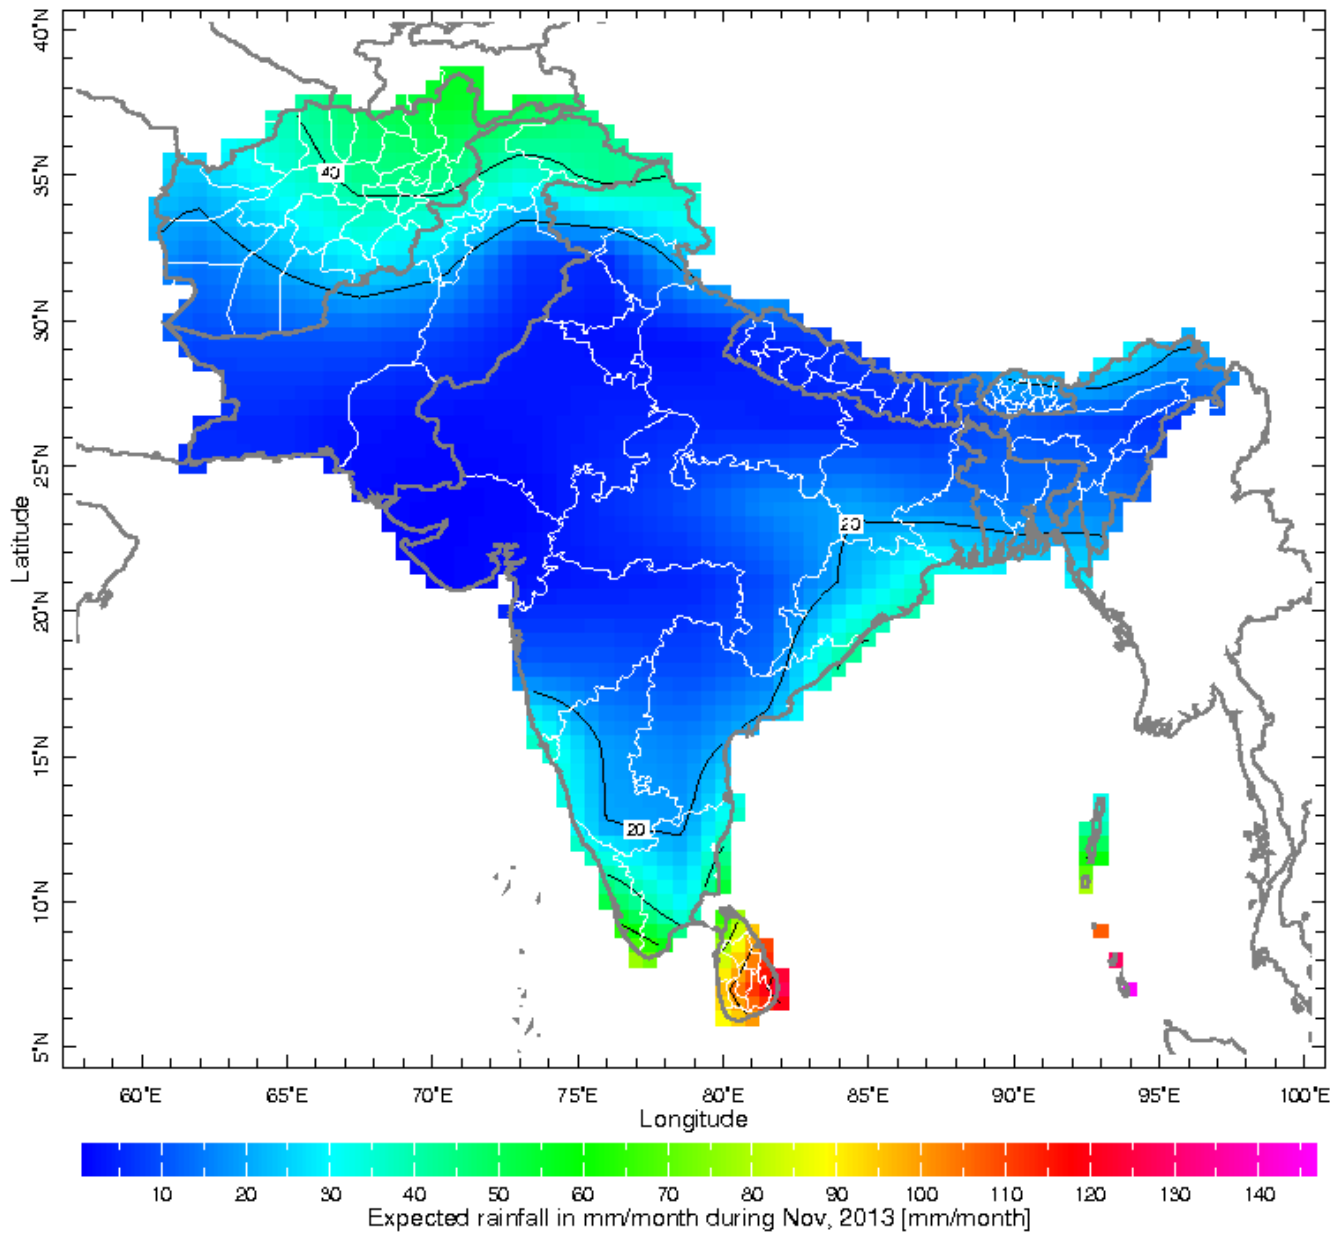 40°N
35°N
30°N
25°N
20°N
15°N
10°N
5°N
Latitude
40
20
20
60°E 65°E 70°E 75°E 80°E 85°E 90°E 95°E 100°E
Longitude
10 20 30 40 50 60 70 80 90 100 110 120 130 140
Expected rainfall in mm/month during Nov, 2013 [mm/month]